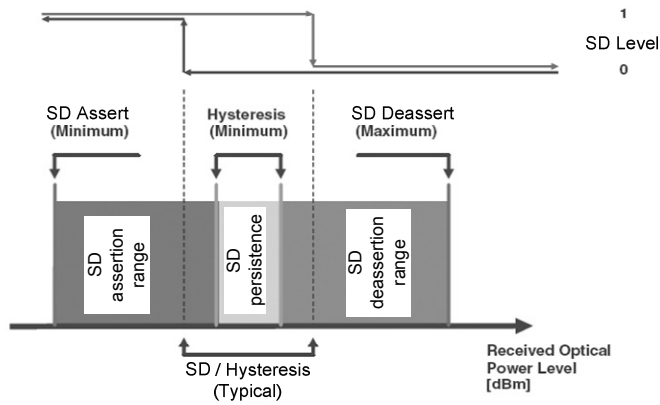 1
SD Level
0
SD Assert
(Minimum)
Hysteresis
(Minimum)
SD Deassert
(Maximum)
SD
assertion
range
SD
persistence
SD
deassertion
range
SD / Hysteresis
(Typical)
Received Optical
Power Level
[dBm]